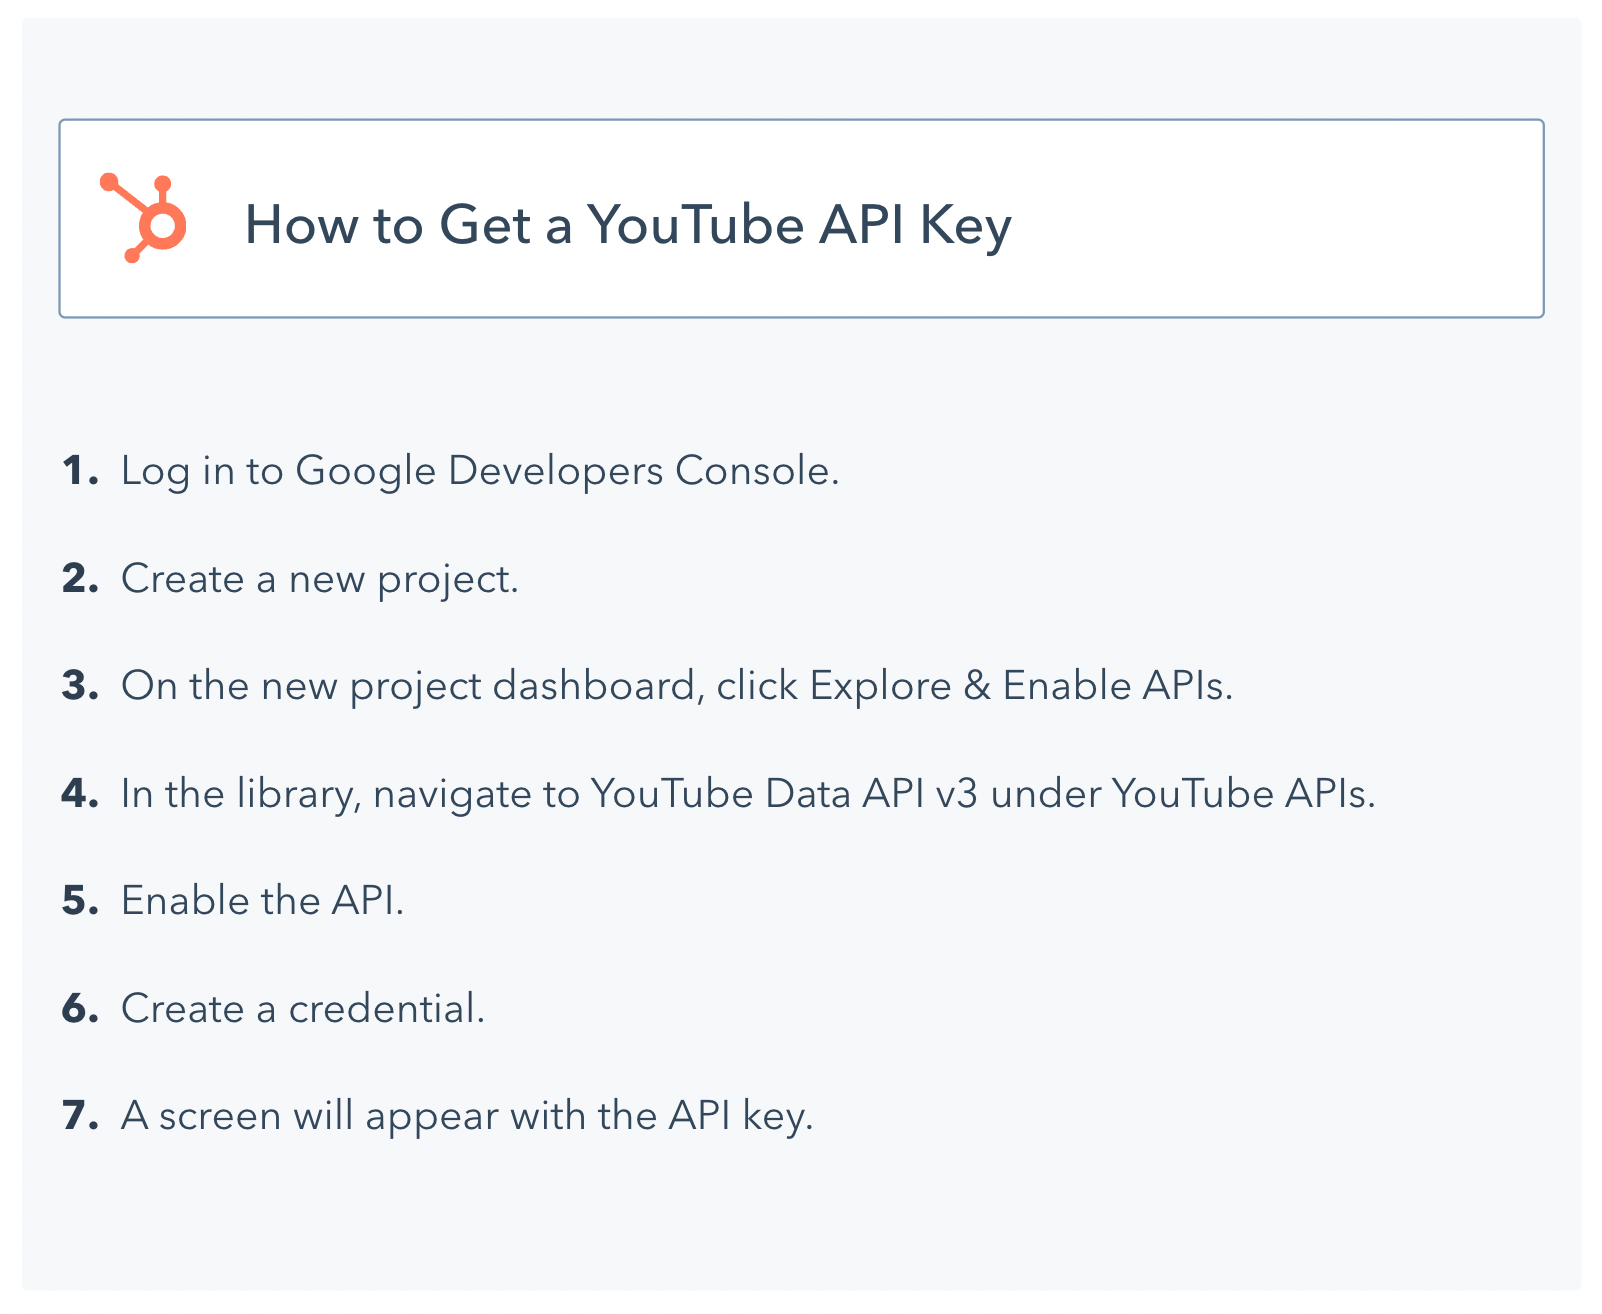 How to Get a YouTube API Key
1. Log in to Google Developers Console.
2. Create a new project.
3. On the new project dashboard, click Explore & Enable APIs.
4. In the library, navigate to YouTube Data API v3 under YouTube APIs.
5. Enable the API.
6. Create a credential.
7. A screen will appear with the API key.